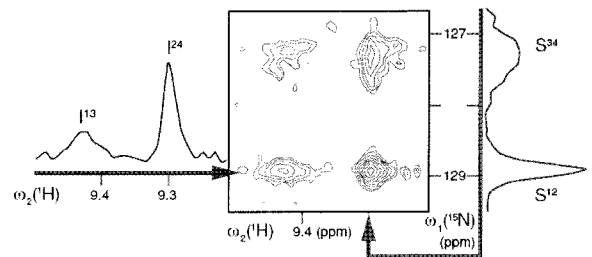 I²⁴
I¹³
127
S³⁴
129
S¹²
ω₂(¹H)
9.4
9.3
ω₂(¹H)
9.4 (ppm)
ω₁(¹⁵N)
(ppm)